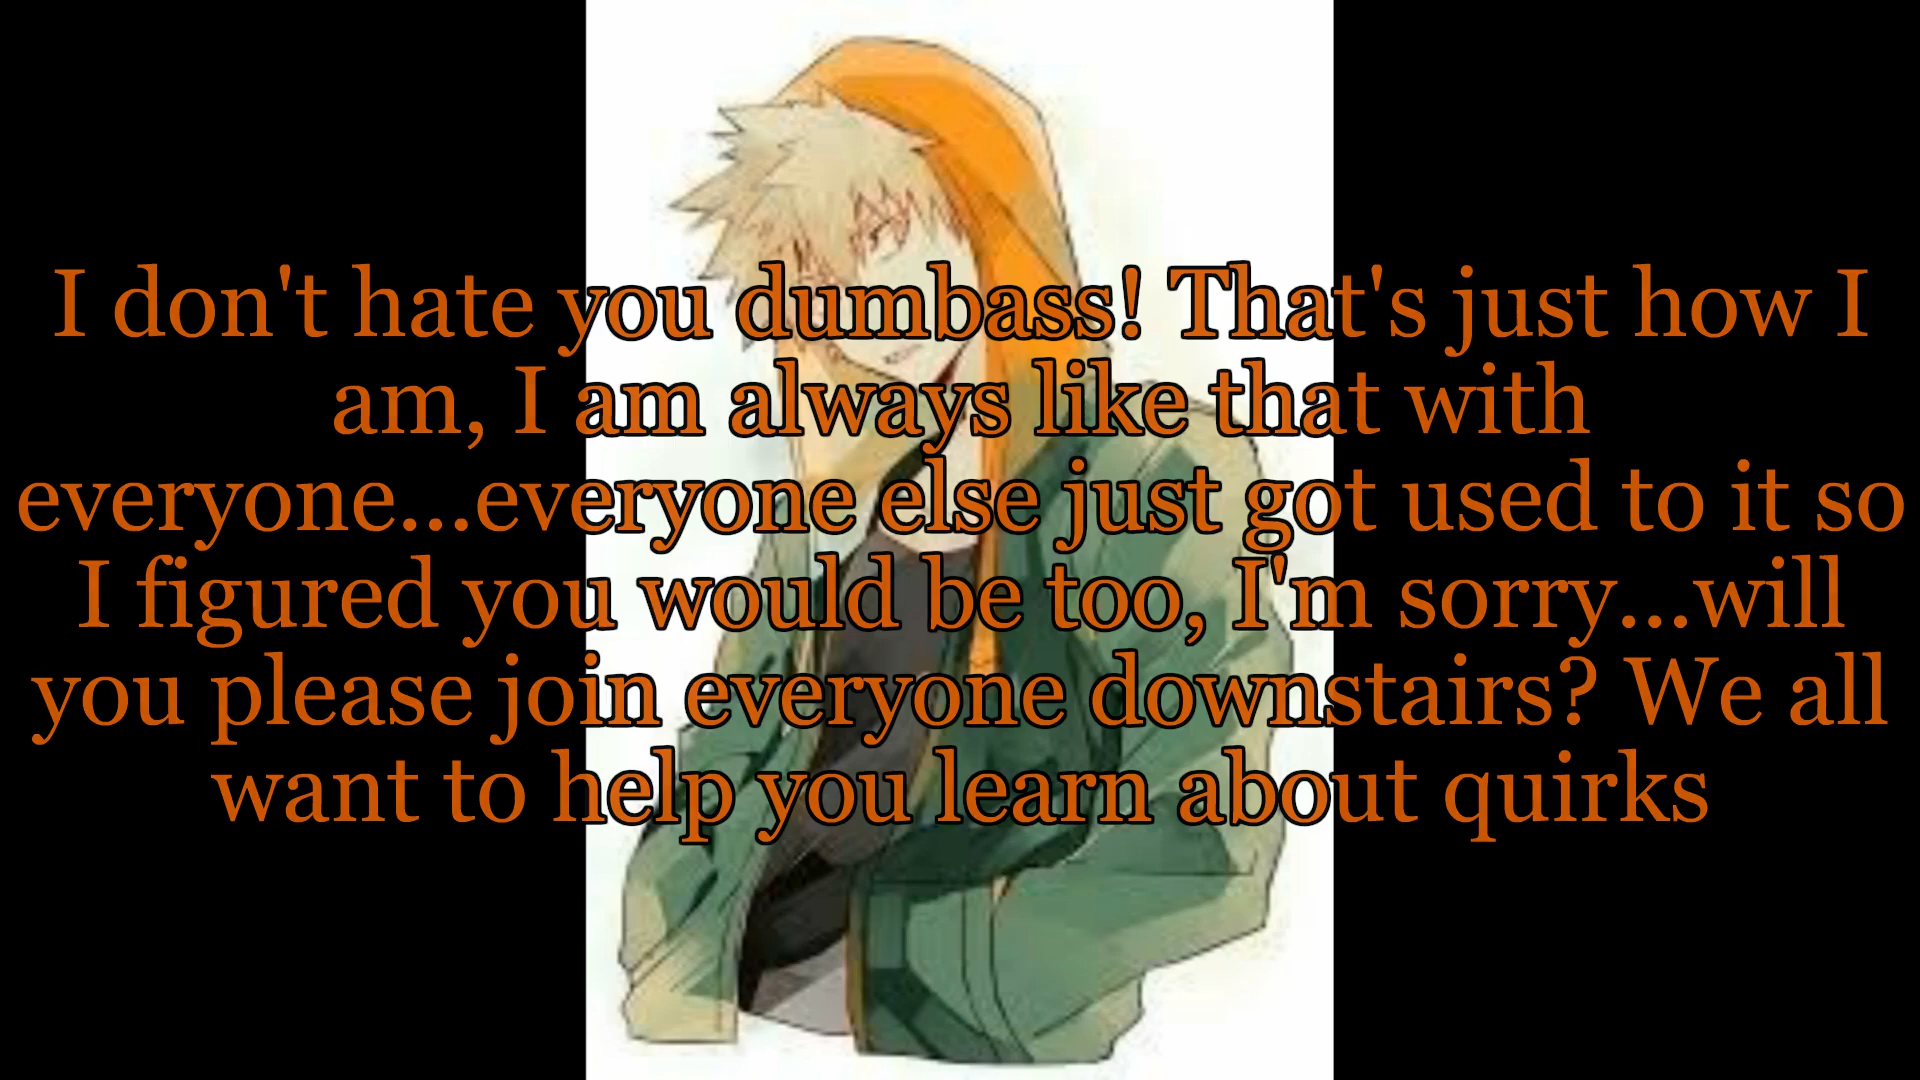 I don't hate you dumbass! That's just how I
am, I am always like that with
everyone...everyone else just got used to it so
I figured you would be too, I'm sorry...will
you please join everyone downstairs? We all
want to help you learn about quirks